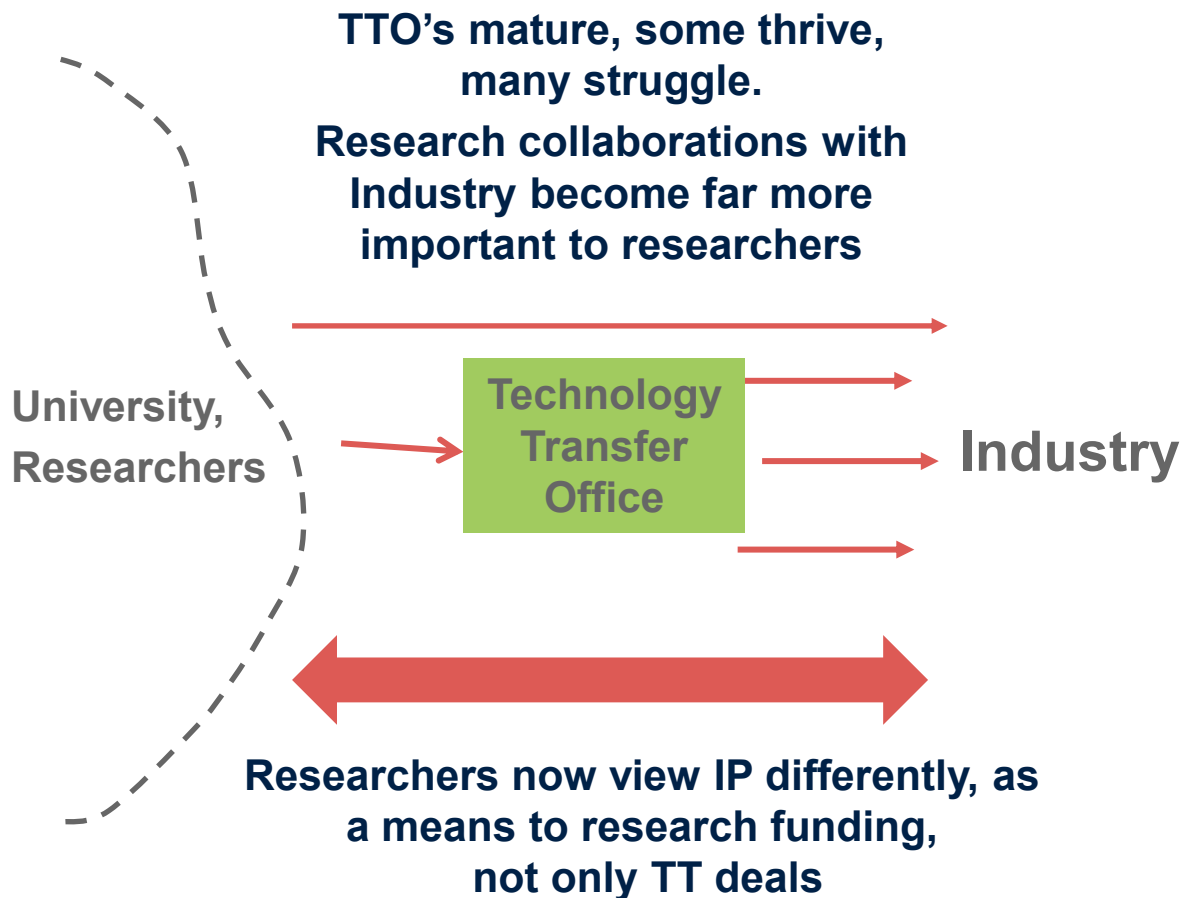 TTO’s mature, some thrive,
many struggle.
Research collaborations with
Industry become far more
important to researchers
University,
Researchers
Technology
Transfer
Office
Industry
Researchers now view IP differently, as
a means to research funding,
not only TT deals